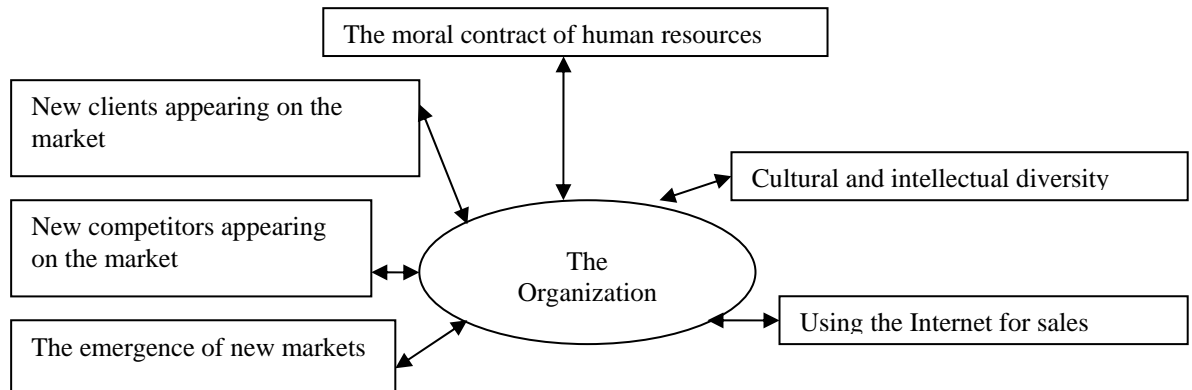 The moral contract of human resources
New clients appearing on the
market
Cultural and intellectual diversity
New competitors appearing
on the market
The
Organization
Using the Internet for sales
The emergence of new markets